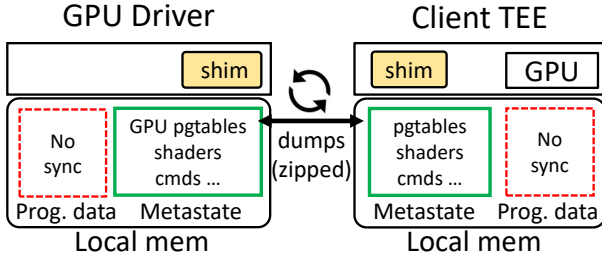 GPU Driver
Client TEE
shim
shim
GPU
No
sync
GPU pgtables
shaders
cmds ...
dumps
(zipped)
pgtables
shaders
cmds ...
No
sync
Prog. data
Metastate
Metastate
Prog. data
Local mem
Local mem